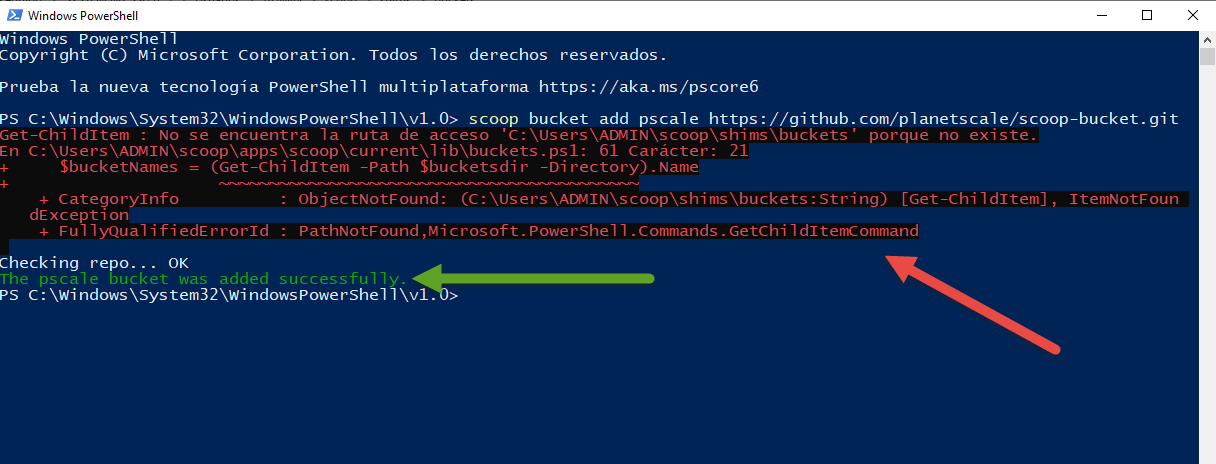 Windows PowerShell
Windows PowerShell
Copyright (C) Microsoft Corporation. Todos los derechos reservados.
Prueba la nueva tecnología PowerShell multiplataforma https://aka.ms/pscore6
PS C:\Windows\System32\WindowsPowerShell\v1.0> scoop bucket add pscale https://github.com/planetscale/scoop-bucket.git
Get-ChildItem : No se encuentra la ruta de acceso 'C:\Users\ADMIN\scoop\shims\buckets' porque no existe.
En C:\Users\ADMIN\scoop\apps\scoop\current\lib\buckets.ps1: 61 Carácter: 21
+     $bucketNames = (Get-ChildItem -Path $bucketsdir -Directory).Name
+                     ~~~~~~~~~~~~~~~~~~~~~~~~~~~~~~~~~~~~~~~~~~~~
    + CategoryInfo          : ObjectNotFound: (C:\Users\ADMIN\scoop\shims\buckets:String) [Get-ChildItem], ItemNotFoun
   dException
    + FullyQualifiedErrorId : PathNotFound,Microsoft.PowerShell.Commands.GetChildItemCommand
Checking repo... OK
The pscale bucket was added successfully.
PS C:\Windows\System32\WindowsPowerShell\v1.0>